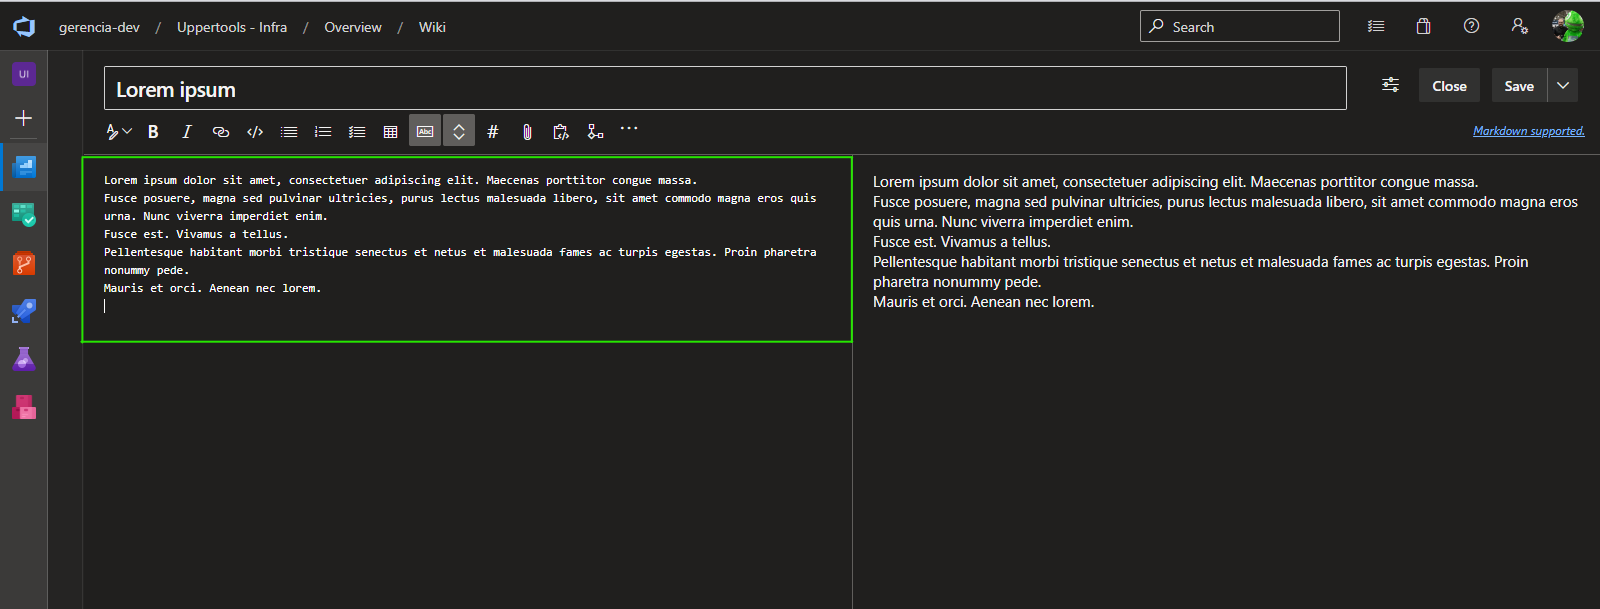 gerencia-dev / Uppertools - Infra / Overview / Wiki
Search
UI
Lorem ipsum
Close
Save
B I </> Abc # ...
Markdown supported.
Lorem ipsum dolor sit amet, consectetuer adipiscing elit. Maecenas porttitor congue massa.
Fusce posuere, magna sed pulvinar ultricies, purus lectus malesuada libero, sit amet commodo magna eros quis
urna. Nunc viverra imperdiet enim.
Fusce est. Vivamus a tellus.
Pellentesque habitant morbi tristique senectus et netus et malesuada fames ac turpis egestas. Proin pharetra
nonummy pede.
Mauris et orci. Aenean nec lorem.
Lorem ipsum dolor sit amet, consectetuer adipiscing elit. Maecenas porttitor congue massa.
Fusce posuere, magna sed pulvinar ultricies, purus lectus malesuada libero, sit amet commodo magna eros
quis urna. Nunc viverra imperdiet enim.
Fusce est. Vivamus a tellus.
Pellentesque habitant morbi tristique senectus et netus et malesuada fames ac turpis egestas. Proin
pharetra nonummy pede.
Mauris et orci. Aenean nec lorem.